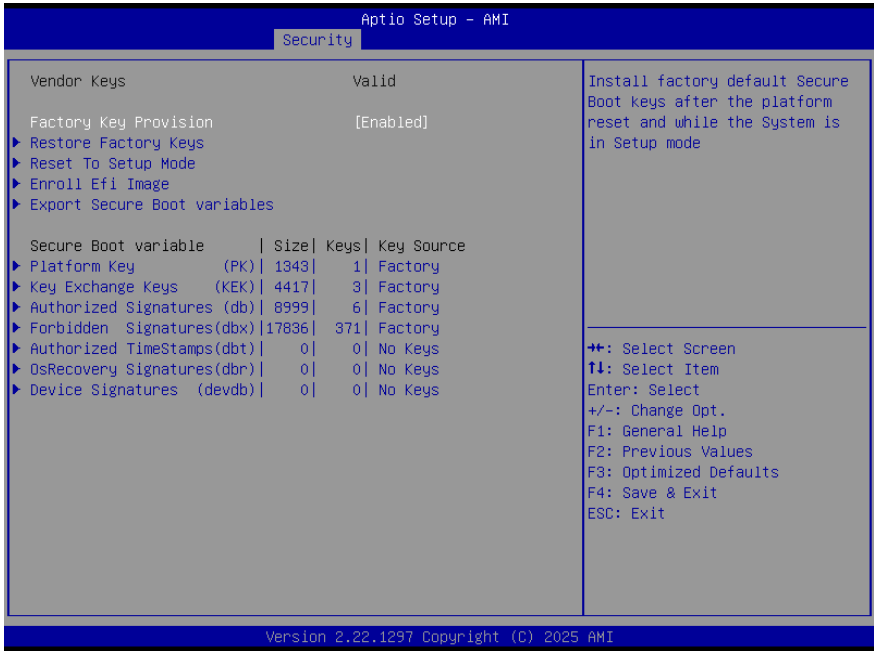 Aptio Setup – AMI
Security
Vendor Keys Valid
Factory Key Provision [Enabled]
Restore Factory Keys
Reset To Setup Mode
Enroll Efi Image
Export Secure Boot variables
Secure Boot variable | Size| Keys| Key Source
Platform Key (PK)| 1343| 1| Factory
Key Exchange Keys (KEK)| 4417| 3| Factory
Authorized Signatures (db)| 8999| 6| Factory
Forbidden Signatures(dbx)|17836| 371| Factory
Authorized TimeStamps(dbt)| 0| 0| No Keys
OsRecovery Signatures(dbr)| 0| 0| No Keys
Device Signatures (devdb)| 0| 0| No Keys
Install factory default Secure
Boot keys after the platform
reset and while the System is
in Setup mode
→←: Select Screen
↑↓: Select Item
Enter: Select
+/-: Change Opt.
F1: General Help
F2: Previous Values
F3: Optimized Defaults
F4: Save & Exit
ESC: Exit
Version 2.22.1297 Copyright (C) 2025 AMI